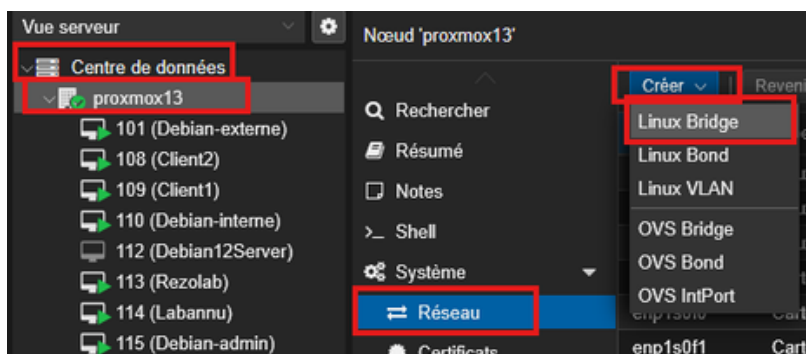 Vue serveur
Centre de données
proxmox13
101 (Debian-externe)
108 (Client2)
109 (Client1)
110 (Debian-interne)
112 (Debian12Server)
113 (Rezolab)
114 (Labannu)
115 (Debian-admin)
Nœud 'proxmox13'
Rechercher
Résumé
Notes
>_ Shell
Système
Réseau
Certificats
Créer
Linux Bridge
Linux Bond
Linux VLAN
OVS Bridge
OVS Bond
OVS IntPort
enp1s0f1